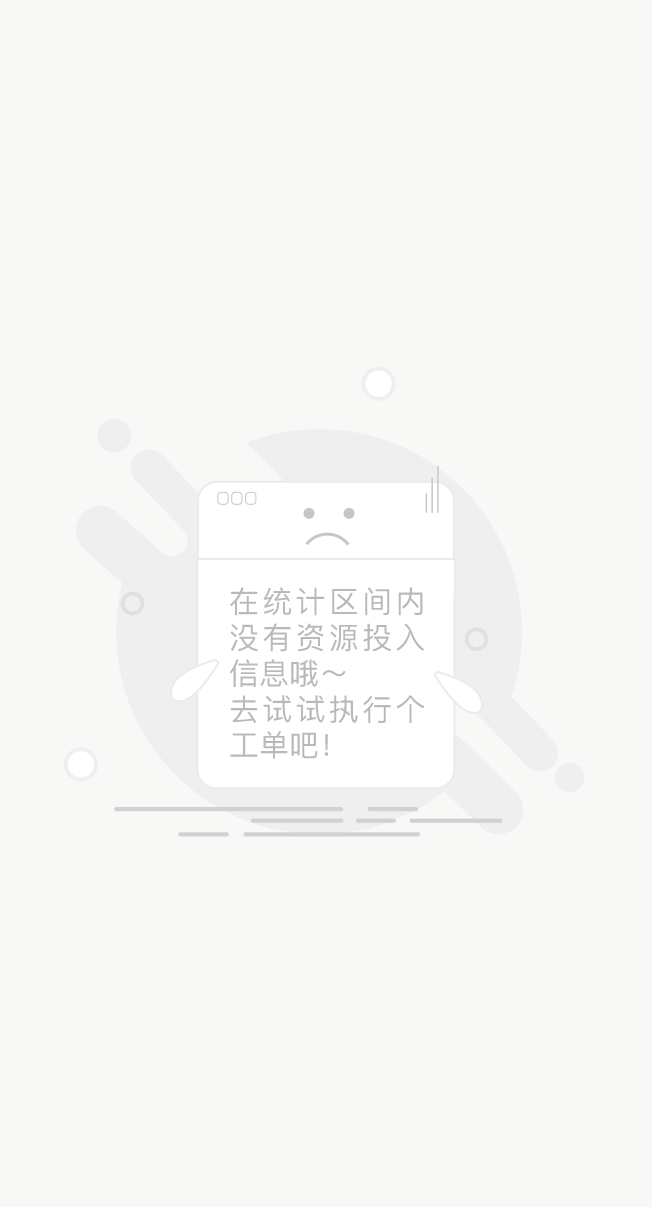 在统计区间内
没有资源投入
信息哦～
去试试执行个
工单吧！